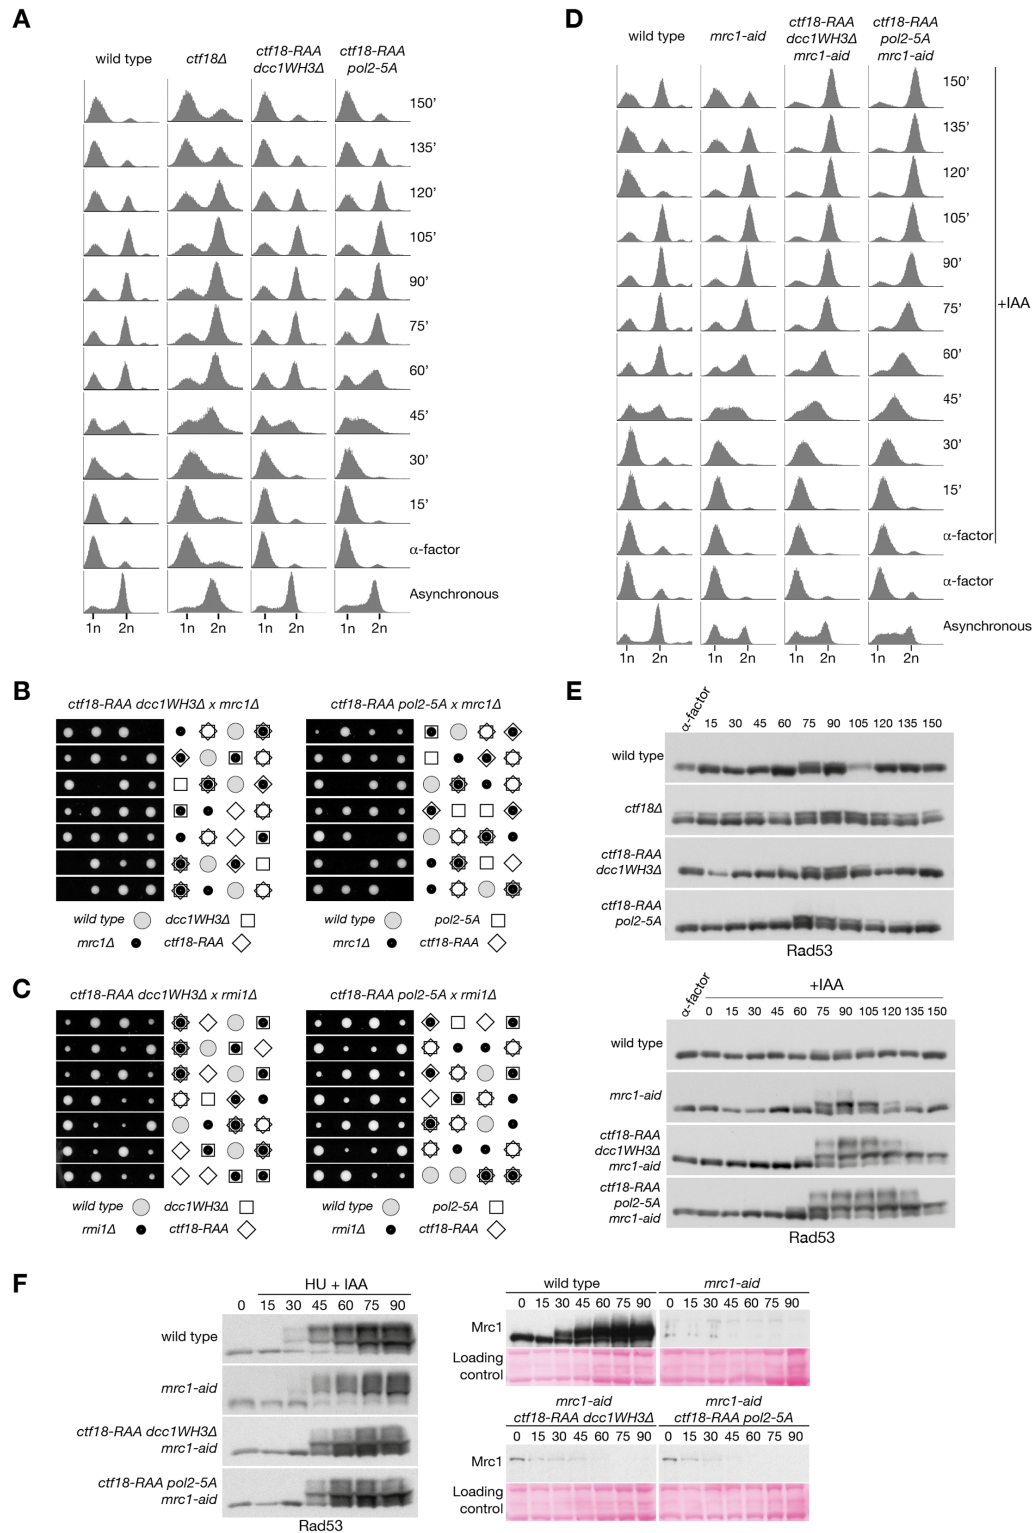 A
wild type
ctf18Δ
ctf18-RAA
dcc1WH3Δ
ctf18-RAA
pol2-5A
150'
135'
120'
105'
90'
75'
60'
45'
30'
15'
α-factor
Asynchronous
1n 2n 1n 2n 1n 2n 1n 2n
D
wild type
mrc1-aid
ctf18-RAA
dcc1WH3Δ
mrc1-aid
ctf18-RAA
pol2-5A
mrc1-aid
150'
135'
120'
105'
90'
75'
60'
45'
30'
15'
α-factor
α-factor
Asynchronous
+IAA
1n 2n 1n 2n 1n 2n 1n 2n
B
ctf18-RAA dcc1WH3Δ x mrc1Δ
wild type dcc1WH3Δ
mrc1Δ ctf18-RAA
ctf18-RAA pol2-5A x mrc1Δ
wild type pol2-5A
mrc1Δ ctf18-RAA
C
ctf18-RAA dcc1WH3Δ x rmi1Δ
wild type dcc1WH3Δ
rmi1Δ ctf18-RAA
ctf18-RAA pol2-5A x rmi1Δ
wild type pol2-5A
rmi1Δ ctf18-RAA
E
α-factor 15 30 45 60 75 90 105 120 135 150
wild type
ctf18Δ
ctf18-RAA
dcc1WH3Δ
ctf18-RAA
pol2-5A
Rad53
+IAA
α-factor 0 15 30 45 60 75 90 105 120 135 150
wild type
mrc1-aid
ctf18-RAA
dcc1WH3Δ
mrc1-aid
ctf18-RAA
pol2-5A
mrc1-aid
Rad53
F
HU + IAA
0 15 30 45 60 75 90
wild type
mrc1-aid
ctf18-RAA dcc1WH3Δ
mrc1-aid
ctf18-RAA pol2-5A
mrc1-aid
Rad53
wild type
mrc1-aid
0 15 30 45 60 75 90 0 15 30 45 60 75 90
Mrc1
Loading
control
mrc1-aid
ctf18-RAA dcc1WH3Δ
mrc1-aid
ctf18-RAA pol2-5A
0 15 30 45 60 75 90 0 15 30 45 60 75 90
Mrc1
Loading
control